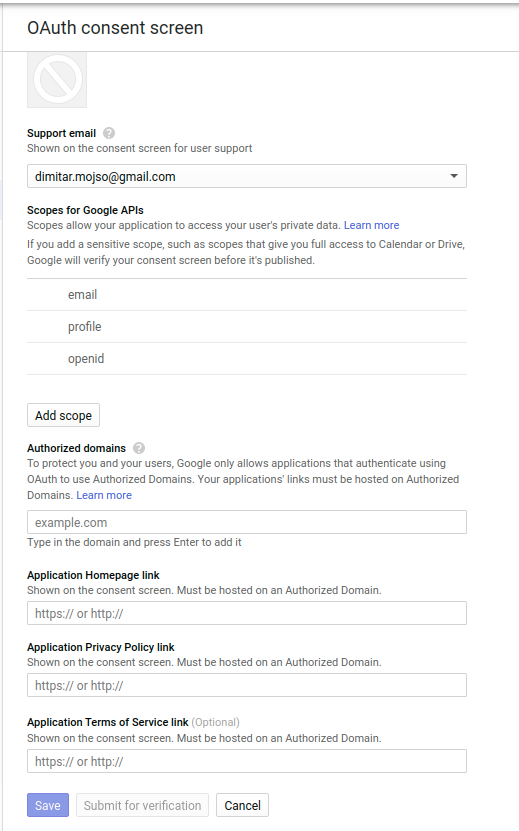 OAuth consent screen
Support email ?
Shown on the consent screen for user support
dimitar.mojso@gmail.com
Scopes for Google APIs
Scopes allow your application to access your user's private data. Learn more
If you add a sensitive scope, such as scopes that give you full access to Calendar or Drive,
Google will verify your consent screen before it's published.
email
profile
openid
Add scope
Authorized domains ?
To protect you and your users, Google only allows applications that authenticate using
OAuth to use Authorized Domains. Your applications' links must be hosted on Authorized
Domains. Learn more
example.com
Type in the domain and press Enter to add it
Application Homepage link
Shown on the consent screen. Must be hosted on an Authorized Domain.
https:// or http://
Application Privacy Policy link
Shown on the consent screen. Must be hosted on an Authorized Domain.
https:// or http://
Application Terms of Service link (Optional)
Shown on the consent screen. Must be hosted on an Authorized Domain.
https:// or http://
Save Submit for verification Cancel